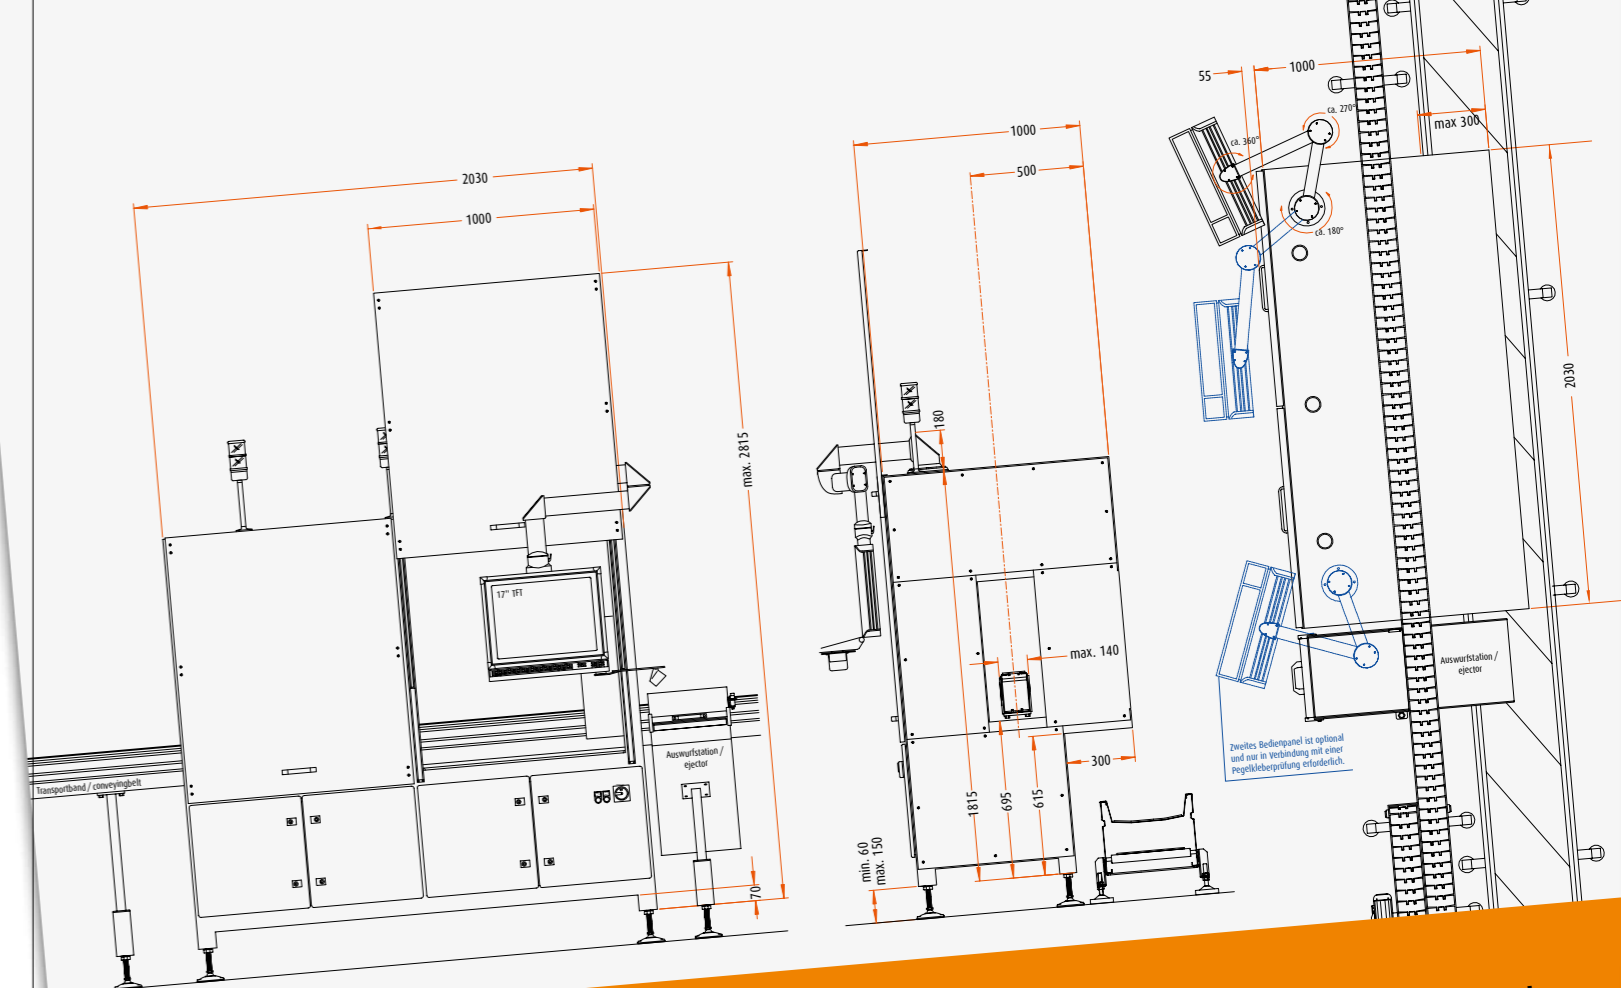 2030
1000
max. 2815
17" TFT
Auswurfstation /
ejector
Transportband / conveyingbelt
70
1000
500
180
max. 140
300
1815
695
615
min. 60
max. 150
55
1000
max 300
ca. 270°
ca. 360°
ca. 180°
2030
Auswurfstation /
ejector
Zweites Bedienpanel ist optional
und nur in Verbindung mit einer
Pegelkleberprüfung erforderlich.